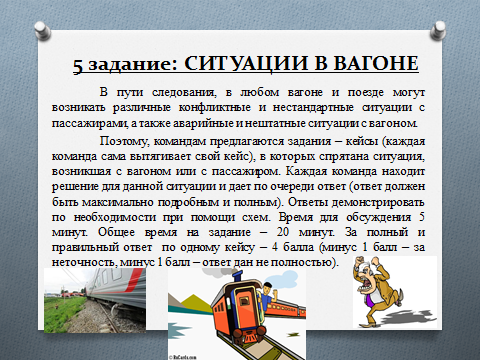 5 задание: СИТУАЦИИ В ВАГОНЕ
В пути следования, в любом вагоне и поезде могут
возникать различные конфликтные и нестандартные ситуации с
пассажирами, а также аварийные и нештатные ситуации с вагоном.
Поэтому, командам предлагаются задания – кейсы (каждая
команда сама вытягивает свой кейс), в которых спрятана ситуация,
возникшая с вагоном или с пассажиром. Каждая команда находит
решение для данной ситуации и дает по очереди ответ (ответ должен
быть максимально подробным и полным). Ответы демонстрировать
по необходимости при помощи схем. Время для обсуждения 5
минут. Общее время на задание – 20 минут. За полный и
правильный ответ по одному кейсу – 4 балла (минус 1 балл – за
неточность, минус 1 балл – ответ дан не полностью).